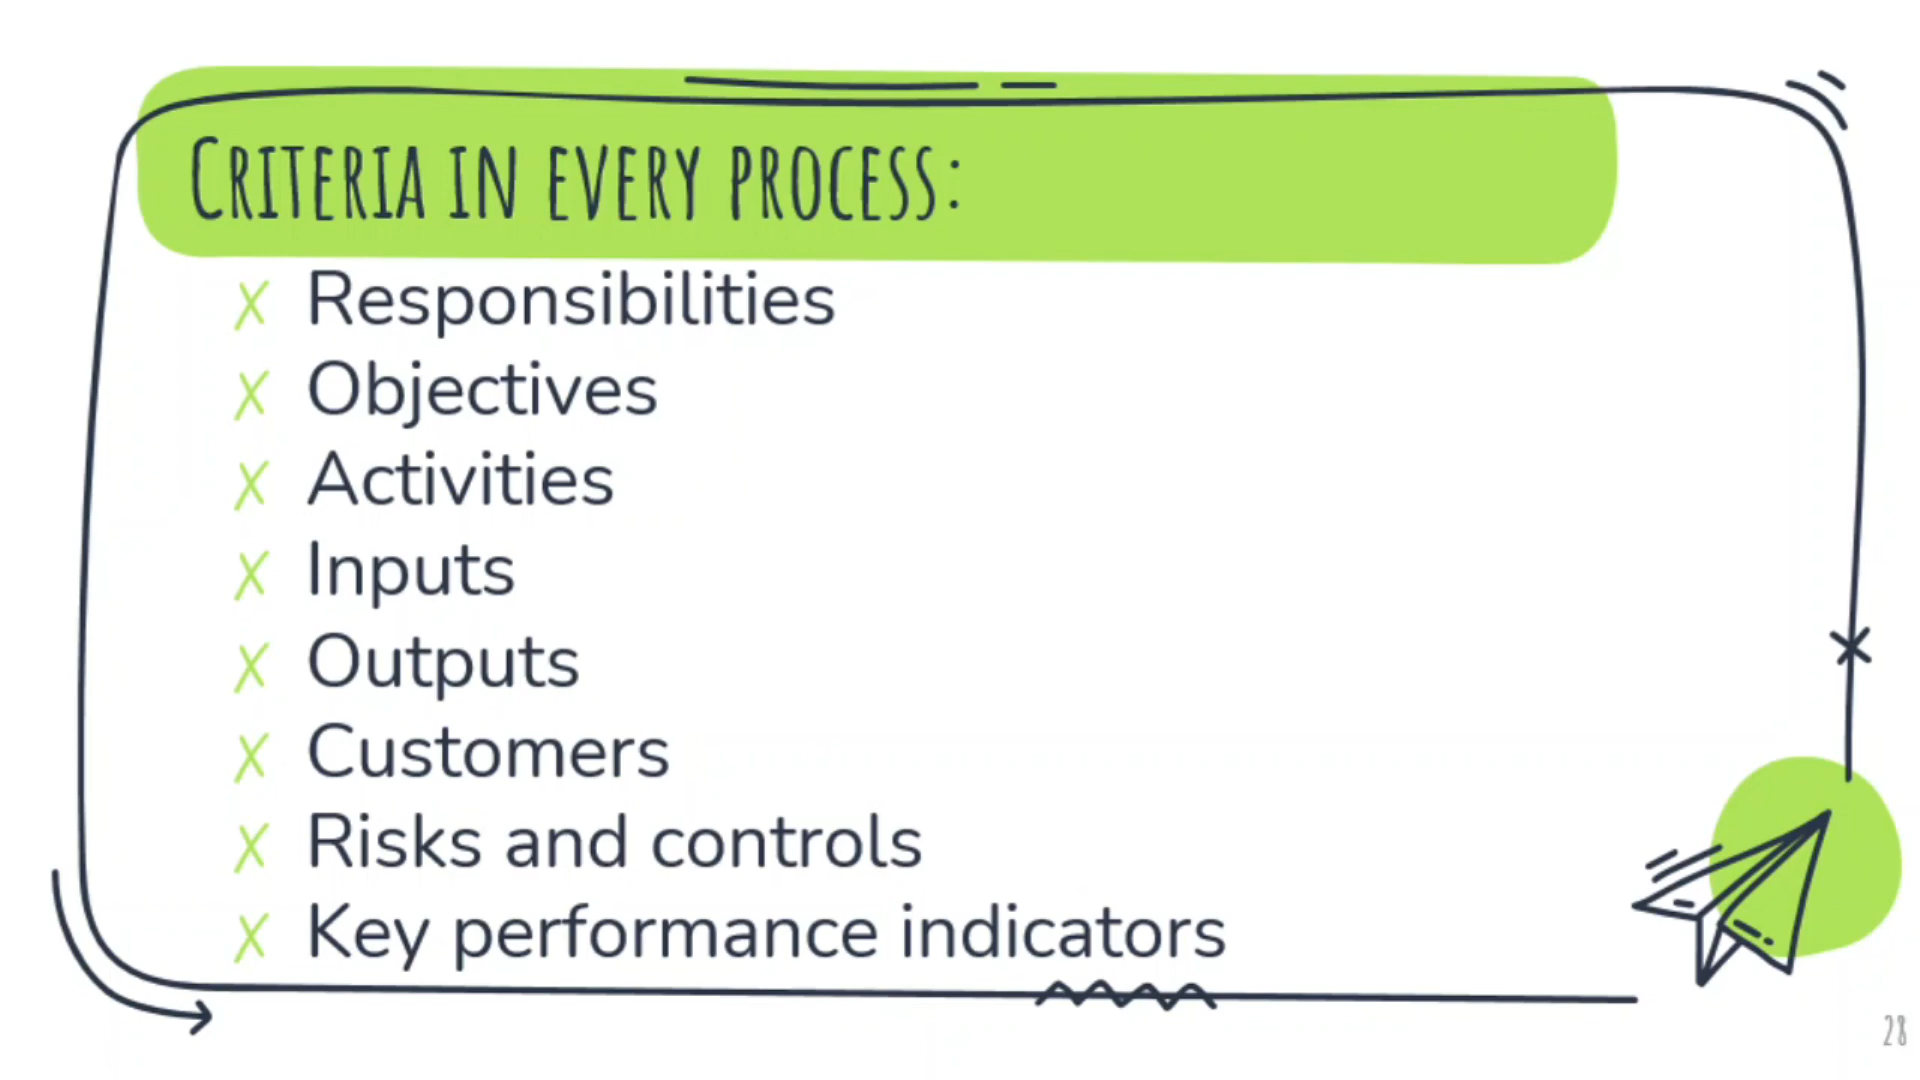 Criteria in every process:
Responsibilities
Objectives
Activities
Inputs
Outputs
Customers
Risks and controls
Key performance indicators
28